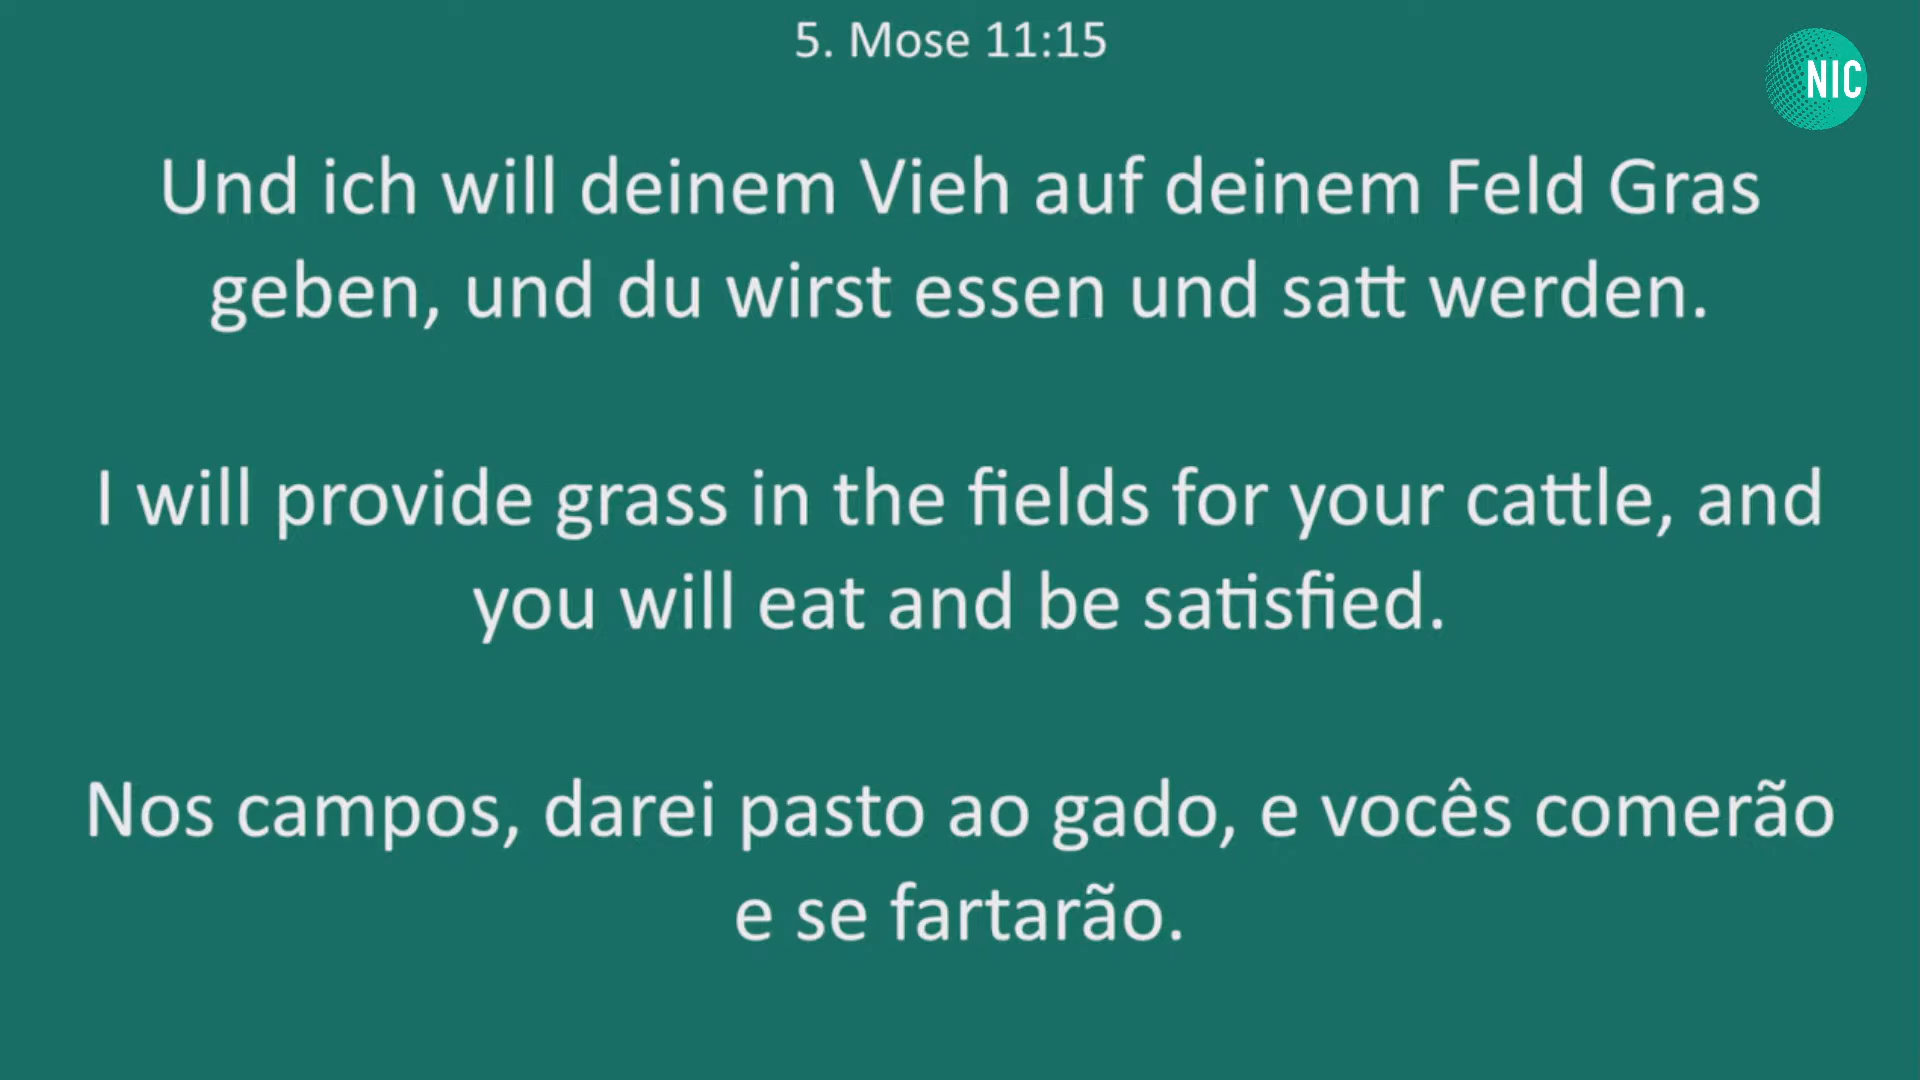 5. Mose 11:15
NIC
Und ich will deinem Vieh auf deinem Feld Gras
geben, und du wirst essen und satt werden.
I will provide grass in the fields for your cattle, and
you will eat and be satisfied.
Nos campos, darei pasto ao gado, e vocês comerão
e se fartarão.